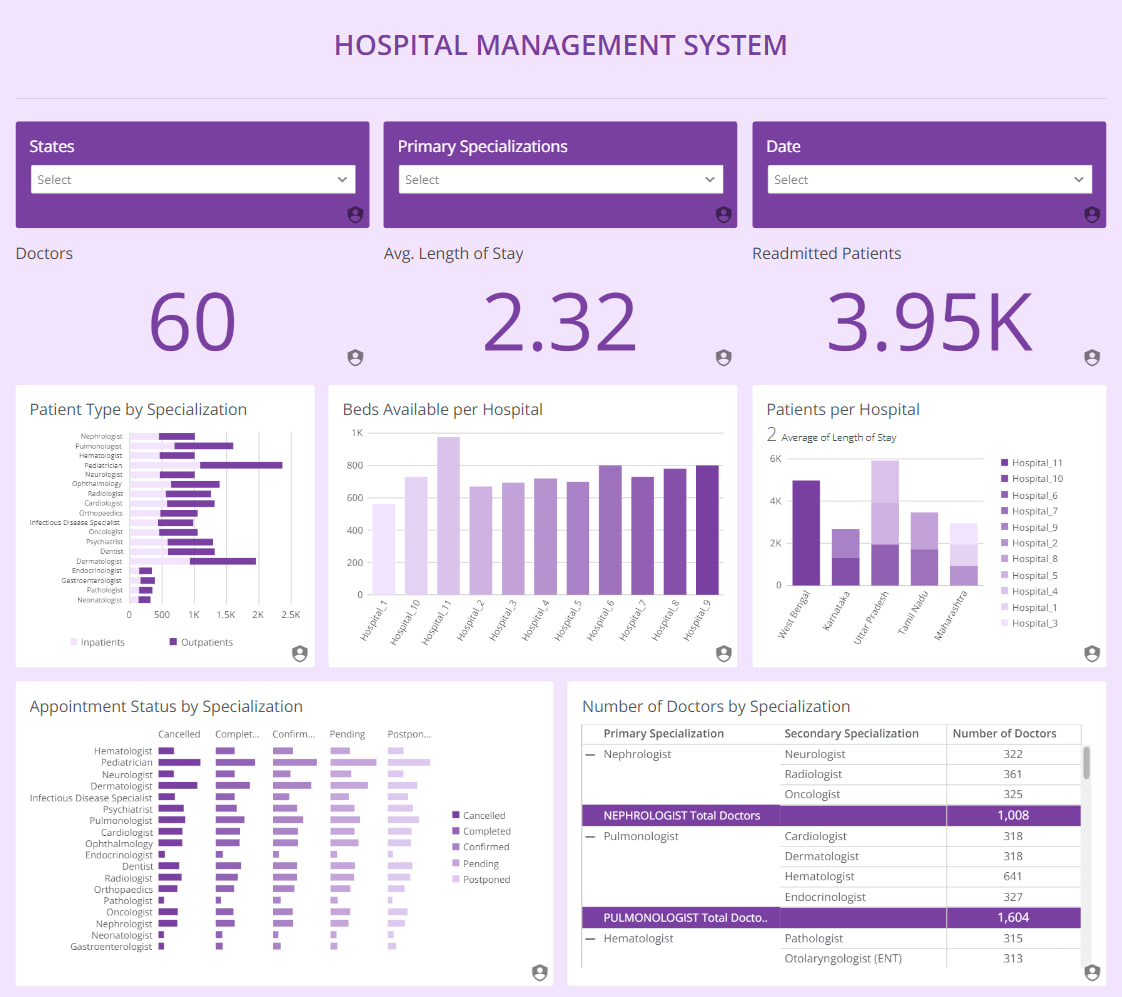 HOSPITAL MANAGEMENT SYSTEM
States
Select
Primary Specializations
Select
Date
Select
Doctors
60
Avg. Length of Stay
2.32
Readmitted Patients
3.95K
Patient Type by Specialization
Nephrologist
Pulmonologist
Hematologist
Pediatrician
Neurologist
Ophthalmology
Radiologist
Cardiologist
Orthopaedics
Infectious Disease Specialist
Oncologist
Psychiatrist
Dentist
Dermatologist
Endocrinologist
Gastroenterologist
Pathologist
Neonatologist
0 500 1K 1.5K 2K 2.5K
Inpatients Outpatients
Beds Available per Hospital
1K
800
600
400
200
0
Hospital_1 Hospital_10 Hospital_11 Hospital_2 Hospital_3 Hospital_4 Hospital_5 Hospital_6 Hospital_7 Hospital_8 Hospital_9
Patients per Hospital
2 Average of Length of Stay
6K
4K
2K
0
West Bengal Karnataka Uttar Pradesh Tamil Nadu Maharashtra
Hospital_11
Hospital_10
Hospital_6
Hospital_7
Hospital_9
Hospital_2
Hospital_8
Hospital_5
Hospital_4
Hospital_1
Hospital_3
Appointment Status by Specialization
Cancelled Complet... Confirm... Pending Postpon...
Hematologist
Pediatrician
Neurologist
Dermatologist
Infectious Disease Specialist
Psychiatrist
Pulmonologist
Cardiologist
Ophthalmology
Endocrinologist
Dentist
Radiologist
Orthopaedics
Pathologist
Oncologist
Nephrologist
Neonatologist
Gastroenterologist
Cancelled
Completed
Confirmed
Pending
Postponed
Number of Doctors by Specialization
Primary Specialization Secondary Specialization Number of Doctors
Nephrologist Neurologist 322
Radiologist 361
Oncologist 325
NEPHROLOGIST Total Doctors 1,008
Pulmonologist Cardiologist 318
Dermatologist 318
Hematologist 641
Endocrinologist 327
PULMONOLOGIST Total Docto.. 1,604
Hematologist Pathologist 315
Otolaryngologist (ENT) 313